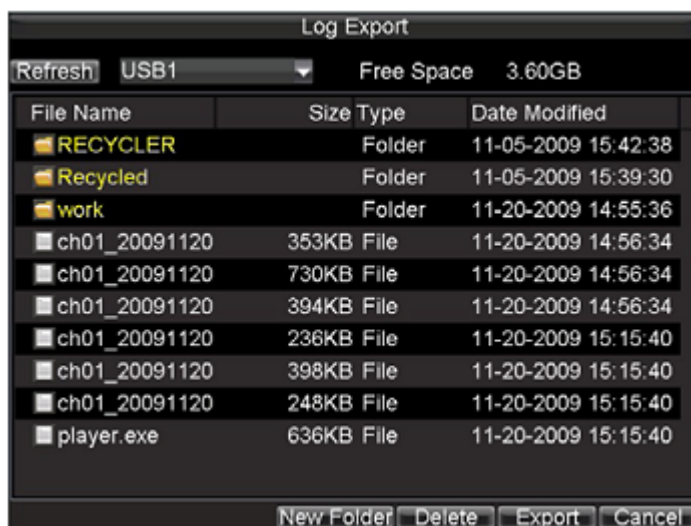 Log Export
Refresh USB1 Free Space 3.60GB
File Name Size Type Date Modified
RECYCLER Folder 11-05-2009 15:42:38
Recycled Folder 11-05-2009 15:39:30
work Folder 11-20-2009 14:55:36
ch01_20091120 353KB File 11-20-2009 14:56:34
ch01_20091120 730KB File 11-20-2009 14:56:34
ch01_20091120 394KB File 11-20-2009 14:56:34
ch01_20091120 236KB File 11-20-2009 15:15:40
ch01_20091120 398KB File 11-20-2009 15:15:40
ch01_20091120 248KB File 11-20-2009 15:15:40
player.exe 636KB File 11-20-2009 15:15:40
New Folder Delete Export Cancel